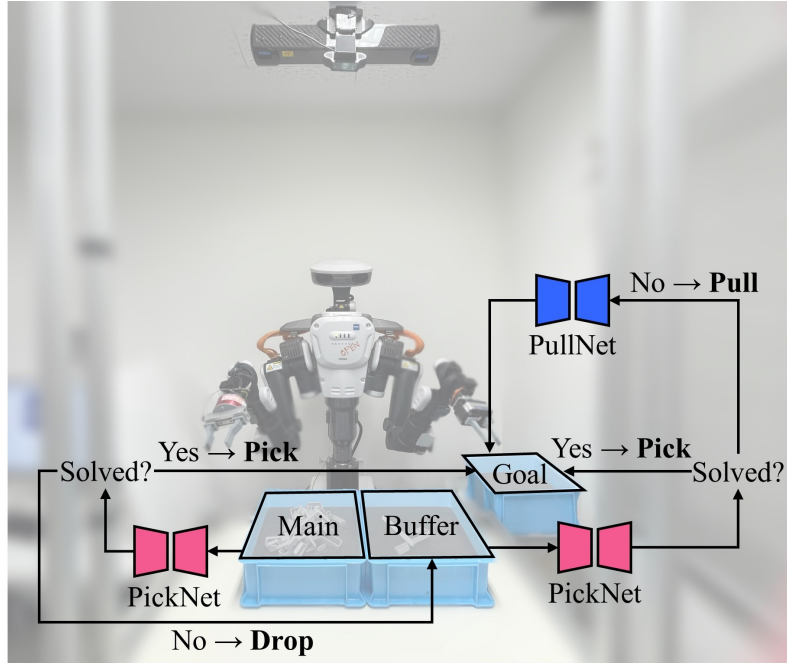 No → Pull
PullNet
Yes → Pick
Yes → Pick
Solved?
Goal
Solved?
Main
Buffer
PickNet
PickNet
No → Drop